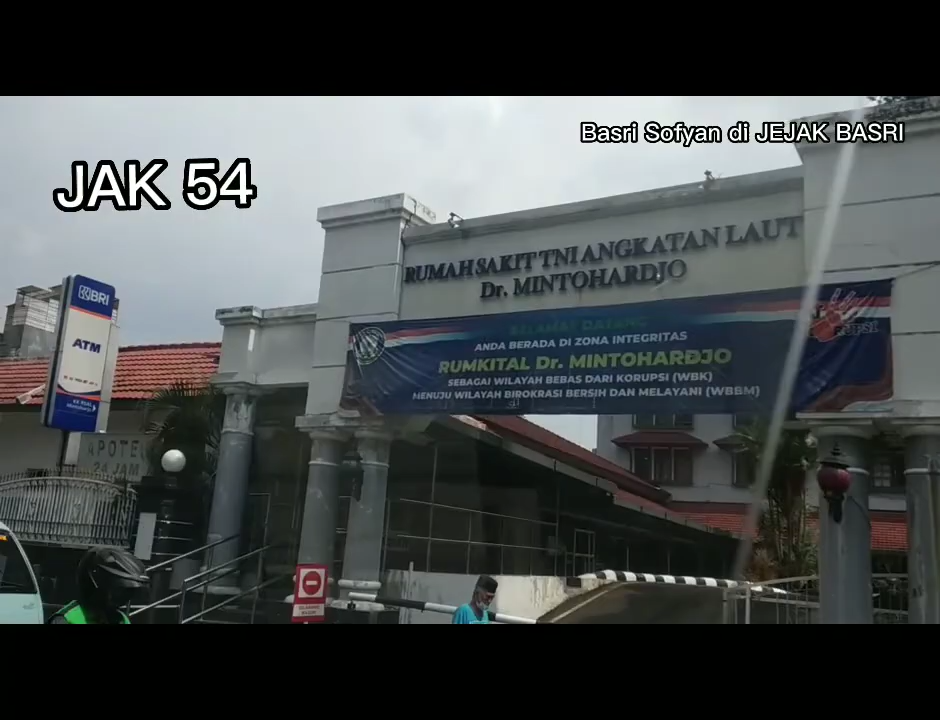 Basri Sofyan di JEJAK BASRI
JAK 54
RUMAH SAKIT TNI ANGKATAN LAUT
Dr. MINTOHARDJO
SELAMAT DATANG
ANDA BERADA DI ZONA INTEGRITAS
RUMKITAL Dr. MINTOHARDJO
SEBAGAI WILAYAH BEBAS DARI KORUPSI (WBK)
MENUJU WILAYAH BIROKRASI BERSIH DAN MELAYANI (WBBM)
BRI
ATM
APOTEK
24 JAM